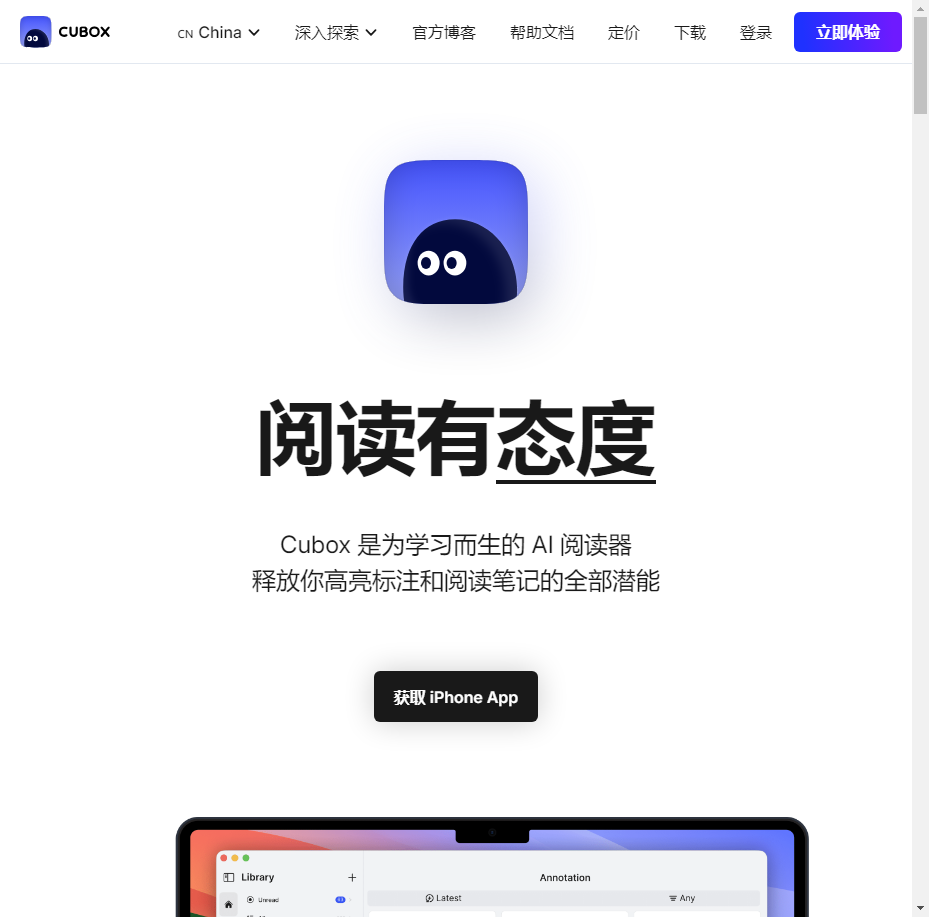 CUBOX
CN China
深入探索
官方博客
帮助文档
定价
下载
登录
立即体验
阅读有态度
Cubox 是为学习而生的 AI 阅读器
释放你高亮标注和阅读笔记的全部潜能
获取 iPhone App
Library
Annotation
Unread
Latest
Any